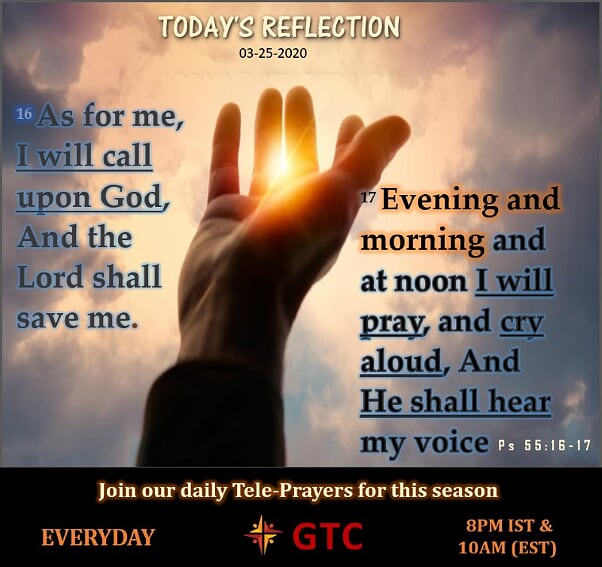 TODAY'S REFLECTION
03-25-2020
16 As for me,
I will call
upon God,
And the
Lord shall
save me.
17 Evening and
morning and
at noon I will
pray, and cry
aloud, And
He shall hear
my voice Ps 55:16-17
Join our daily Tele-Prayers for this season
EVERYDAY
GTC
8PM IST &
10AM (EST)